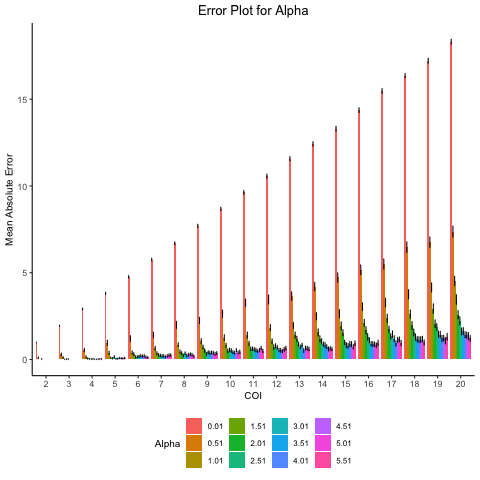 Error Plot for Alpha
Mean Absolute Error
15
10
5
0
2 3 4 5 6 7 8 9 10 11 12 13 14 15 16 17 18 19 20
COI
Alpha
0.01 1.51 3.01 4.51
0.51 2.01 3.51 5.01
1.01 2.51 4.01 5.51